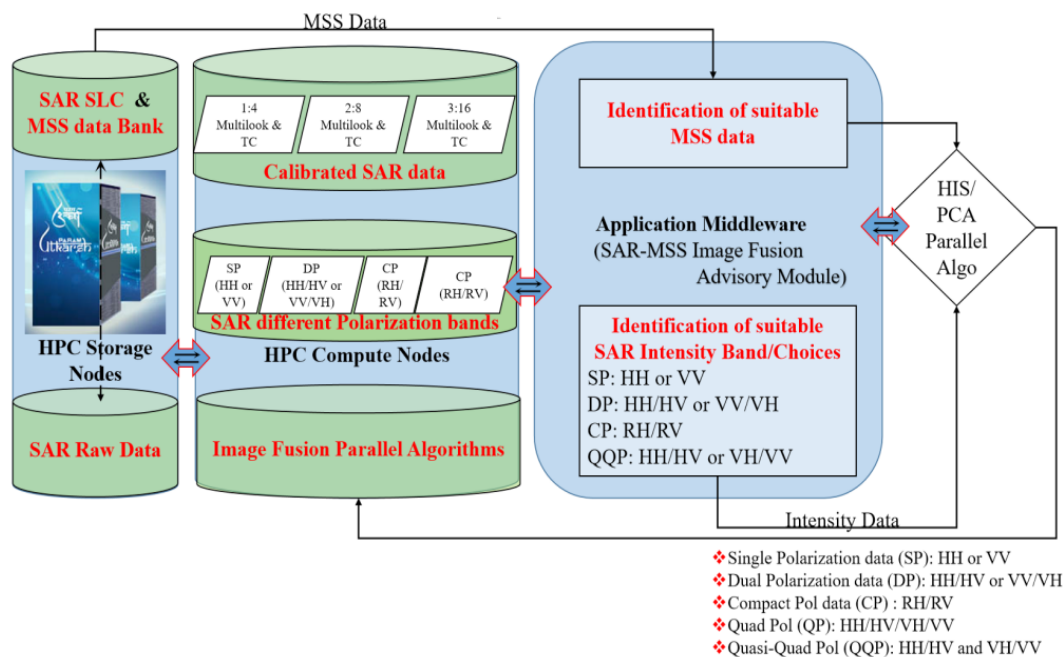 MSS Data
SAR SLC &
MSS data Bank
1:4
Multilook &
TC
2:8
Multilook &
TC
3:16
Multilook &
TC
Calibrated SAR data
Identification of suitable
MSS data
HIS/
PCA
Parallel
Algo
PARAM
Utkarsh
Application Middleware
(SAR-MSS Image Fusion
Advisory Module)
SP
(HH or
VV)
DP
(HH/HV or
VV/VH)
CP
(RH/
RV)
CP
(RH/RV)
SAR different Polarization bands
HPC Storage
Nodes
HPC Compute Nodes
Identification of suitable
SAR Intensity Band/Choices
SP: HH or VV
DP: HH/HV or VV/VH
CP: RH/RV
QQP: HH/HV or VH/VV
SAR Raw Data
Image Fusion Parallel Algorithms
Intensity Data
❖Single Polarization data (SP): HH or VV
❖Dual Polarization data (DP): HH/HV or VV/VH
❖Compact Pol data (CP) : RH/RV
❖Quad Pol (QP): HH/HV/VH/VV
❖Quasi-Quad Pol (QQP): HH/HV and VH/VV